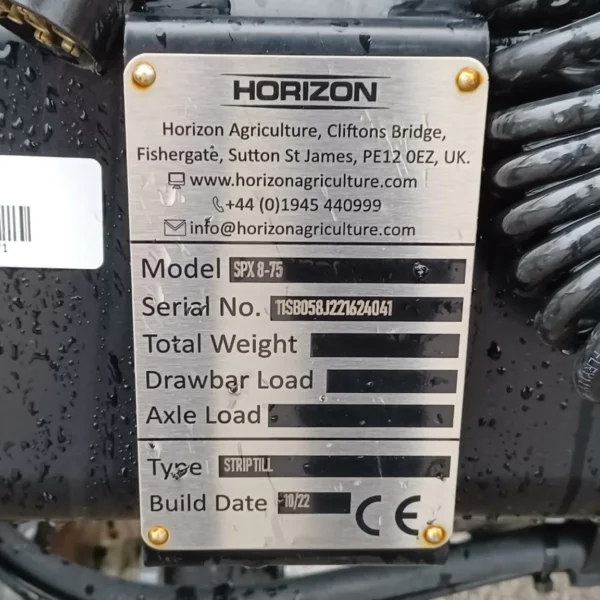 HORIZON
Horizon Agriculture, Cliftons Bridge,
Fishergate, Sutton St James, PE12 0EZ, UK.
www.horizonagriculture.com
+44 (0)1945 440999
info@horizonagriculture.com
Model SPX 8-75
Serial No. T1SB058J221624041
Total Weight
Drawbar Load
Axle Load
Type STRIPTILL
Build Date 10/22
CE